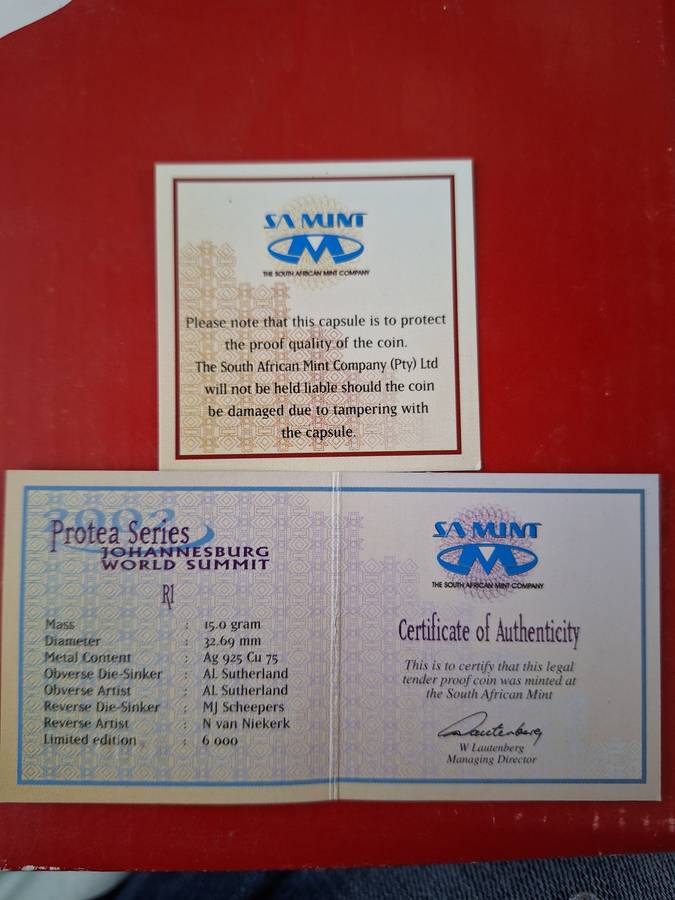 SA MINT
THE SOUTH AFRICAN MINT COMPANY
Please note that this capsule is to protect
the proof quality of the coin.
The South African Mint Company (Pty) Ltd
will not be held liable should the coin
be damaged due to tampering with
the capsule.
2002
Protea Series
JOHANNESBURG
WORLD SUMMIT
R1
Mass : 15.0 gram
Diameter : 32.69 mm
Metal Content : Ag 925 Cu 75
Obverse Die-Sinker : AL Sutherland
Obverse Artist : AL Sutherland
Reverse Die-Sinker : MJ Scheepers
Reverse Artist : N van Niekerk
Limited edition : 6 000
SA MINT
THE SOUTH AFRICAN MINT COMPANY
Certificate of Authenticity
This is to certify that this legal
tender proof coin was minted at
the South African Mint
WLautenberg
W Lautenberg
Managing Director